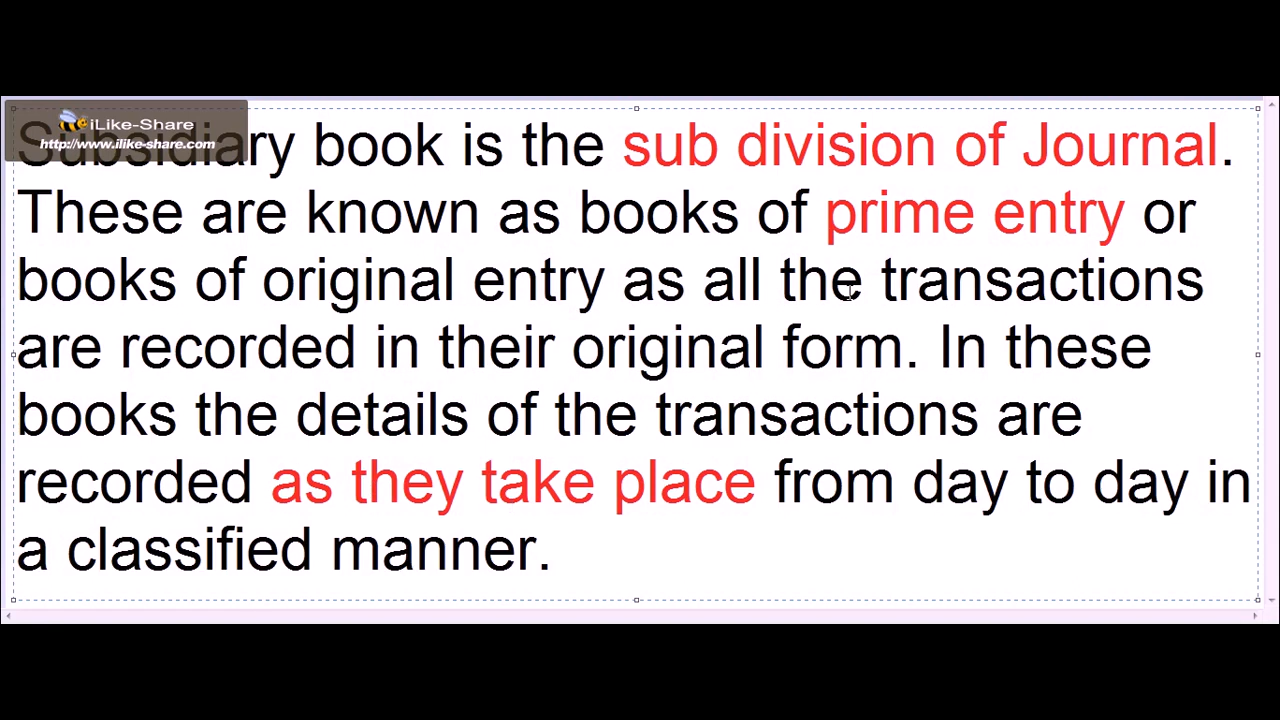 iLike-Share
http://www.ilike-share.com
Subsidiary book is the sub division of Journal.
These are known as books of prime entry or
books of original entry as all the transactions
are recorded in their original form. In these
books the details of the transactions are
recorded as they take place from day to day in
a classified manner.